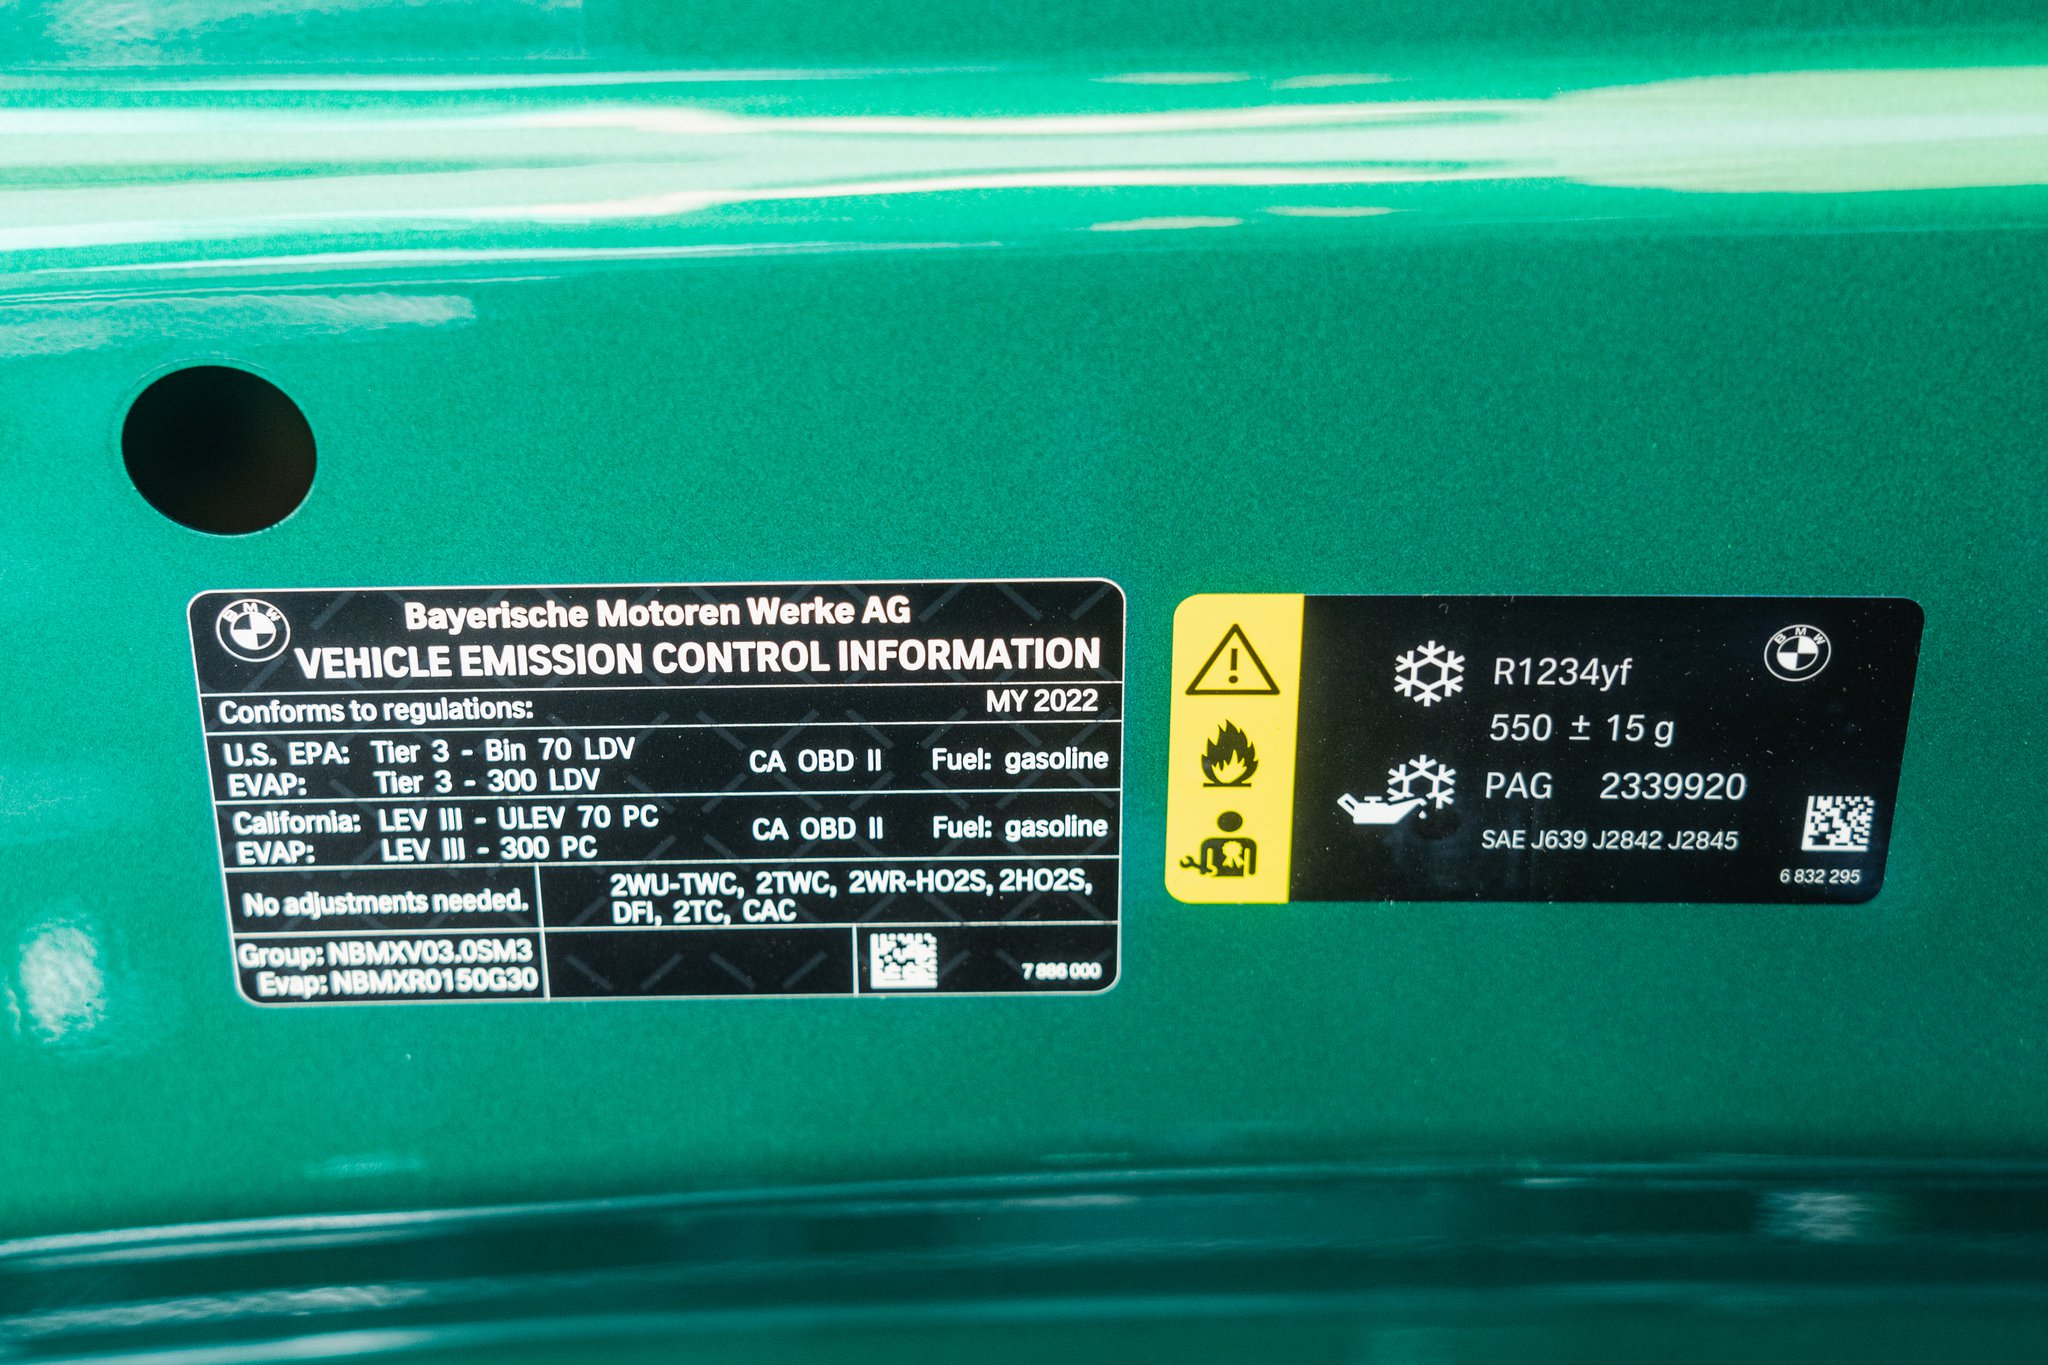 BMW
Bayerische Motoren Werke AG
VEHICLE EMISSION CONTROL INFORMATION
Conforms to regulations: MY 2022
U.S. EPA: Tier 3 - Bin 70 LDV CA OBD II Fuel: gasoline
EVAP: Tier 3 - 300 LDV
California: LEV III - ULEV 70 PC CA OBD II Fuel: gasoline
EVAP: LEV III - 300 PC
No adjustments needed. 2WU-TWC, 2TWC, 2WR-HO2S, 2HO2S,
DFI, 2TC, CAC
Group: NBMXV03.0SM3
Evap: NBMXR0150G30
7 886 000
BMW
R1234yf
550 ± 15 g
PAG 2339920
SAE J639 J2842 J2845
6 832 295